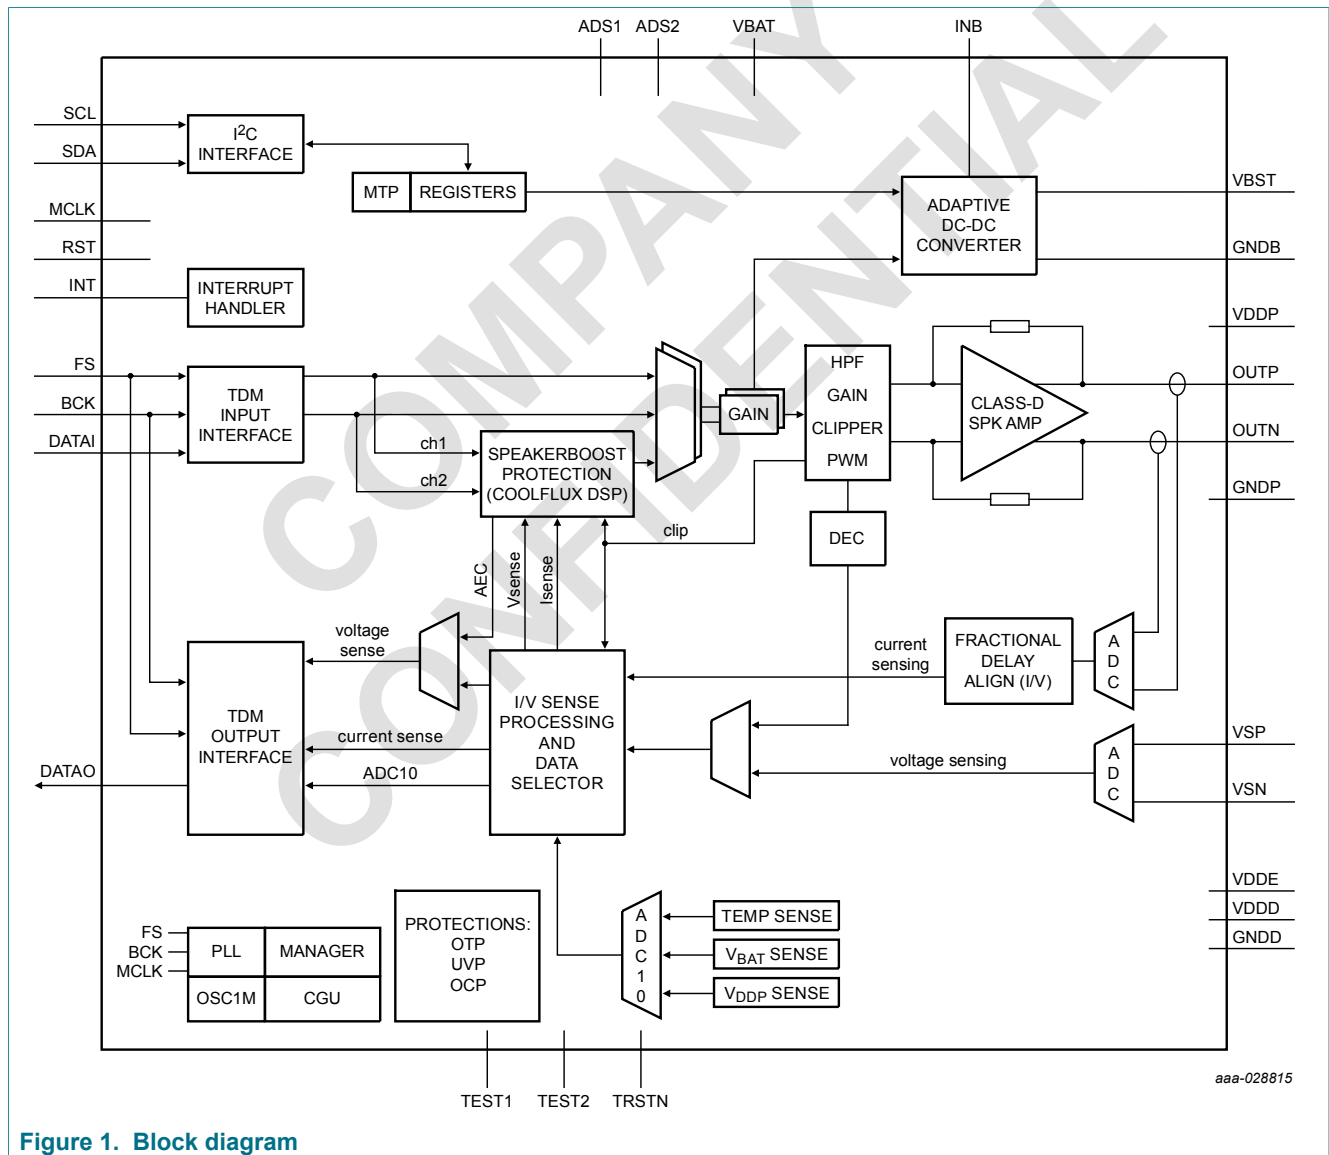 ADS1 ADS2 VBAT INB
COMPANY
CONFIDENTIAL
SCL
SDA
I2C
INTERFACE
MTP REGISTERS
MCLK
RST
INT
INTERRUPT
HANDLER
ADAPTIVE
DC-DC
CONVERTER
VBST
GNDB
VDDP
FS
BCK
DATAI
TDM
INPUT
INTERFACE
ch1
ch2
SPEAKERBOOST
PROTECTION
(COOLFLUX DSP)
GAIN
HPF
GAIN
CLIPPER
PWM
CLASS-D
SPK AMP
OUTP
OUTN
GNDP
clip
DEC
AEC
Vsense
Isense
voltage
sense
TDM
OUTPUT
INTERFACE
current sense
ADC10
DATAO
I/V SENSE
PROCESSING
AND
DATA
SELECTOR
current
sensing
FRACTIONAL
DELAY
ALIGN (I/V)
ADC
voltage sensing
ADC
VSP
VSN
VDDE
VDDD
GNDD
FS
BCK
MCLK
PLL MANAGER
OSC1M CGU
PROTECTIONS:
OTP
UVP
OCP
ADC10
TEMP SENSE
VBAT SENSE
VDDP SENSE
TEST1 TEST2 TRSTN
aaa-028815
Figure 1. Block diagram